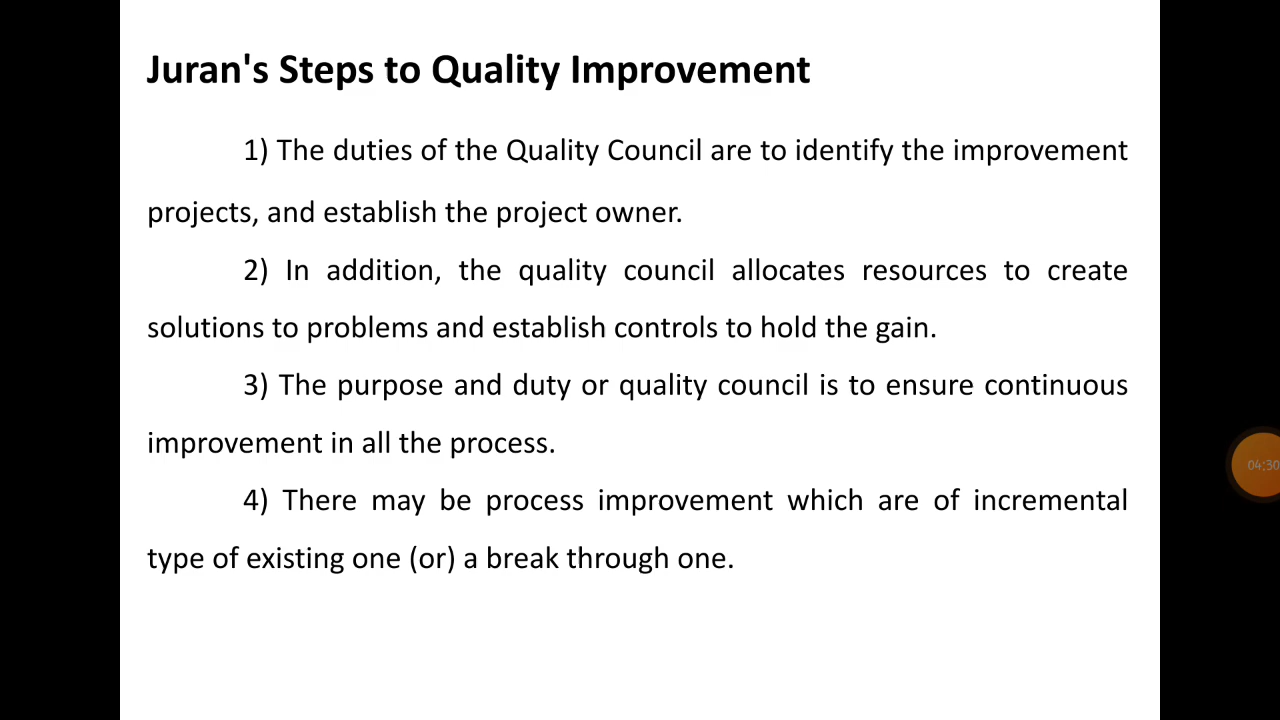 Juran's Steps to Quality Improvement
1) The duties of the Quality Council are to identify the improvement
projects, and establish the project owner.
2) In addition, the quality council allocates resources to create
solutions to problems and establish controls to hold the gain.
3) The purpose and duty or quality council is to ensure continuous
improvement in all the process.
4) There may be process improvement which are of incremental
type of existing one (or) a break through one.
04:30